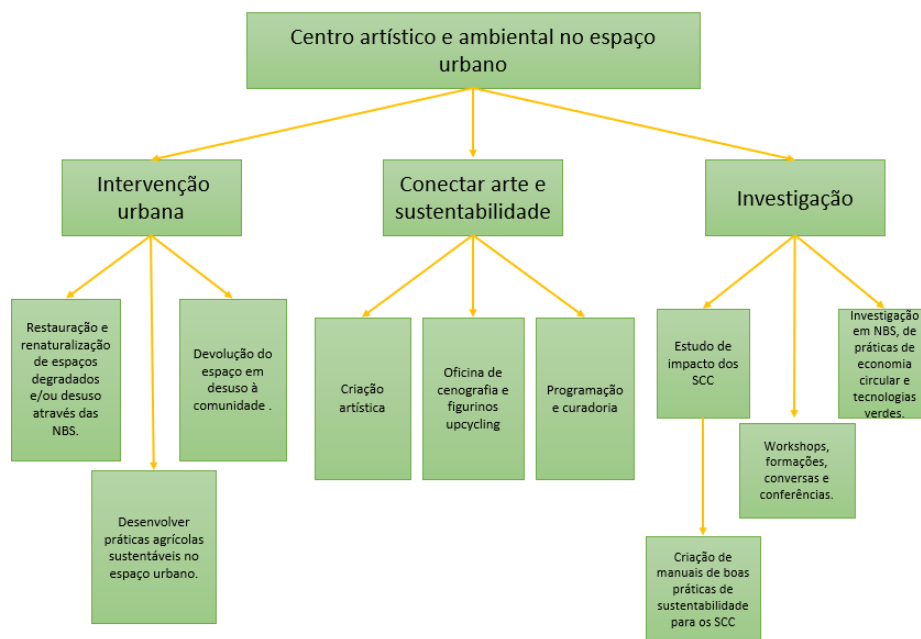 Centro artístico e ambiental no espaço
urbano
Intervenção
urbana
Conectar arte e
sustentabilidade
Investigação
Restauração e
renaturalização
de espaços
degradados
e/ou desuso
através das
NBS.
Devolução do
espaço em
desuso à
comunidade .
Desenvolver
práticas agrícolas
sustentáveis no
espaço urbano.
Criação
artística
Oficina de
cenografia e
figurinos
upcycling
Programação
e curadoria
Estudo de
impacto dos
SCC
Investigação
em NBS, de
práticas de
economia
circular e
tecnologias
verdes.
Workshops,
formações,
conversas e
conferências.
Criação de
manuais de boas
práticas de
sustentabilidade
para os SCC